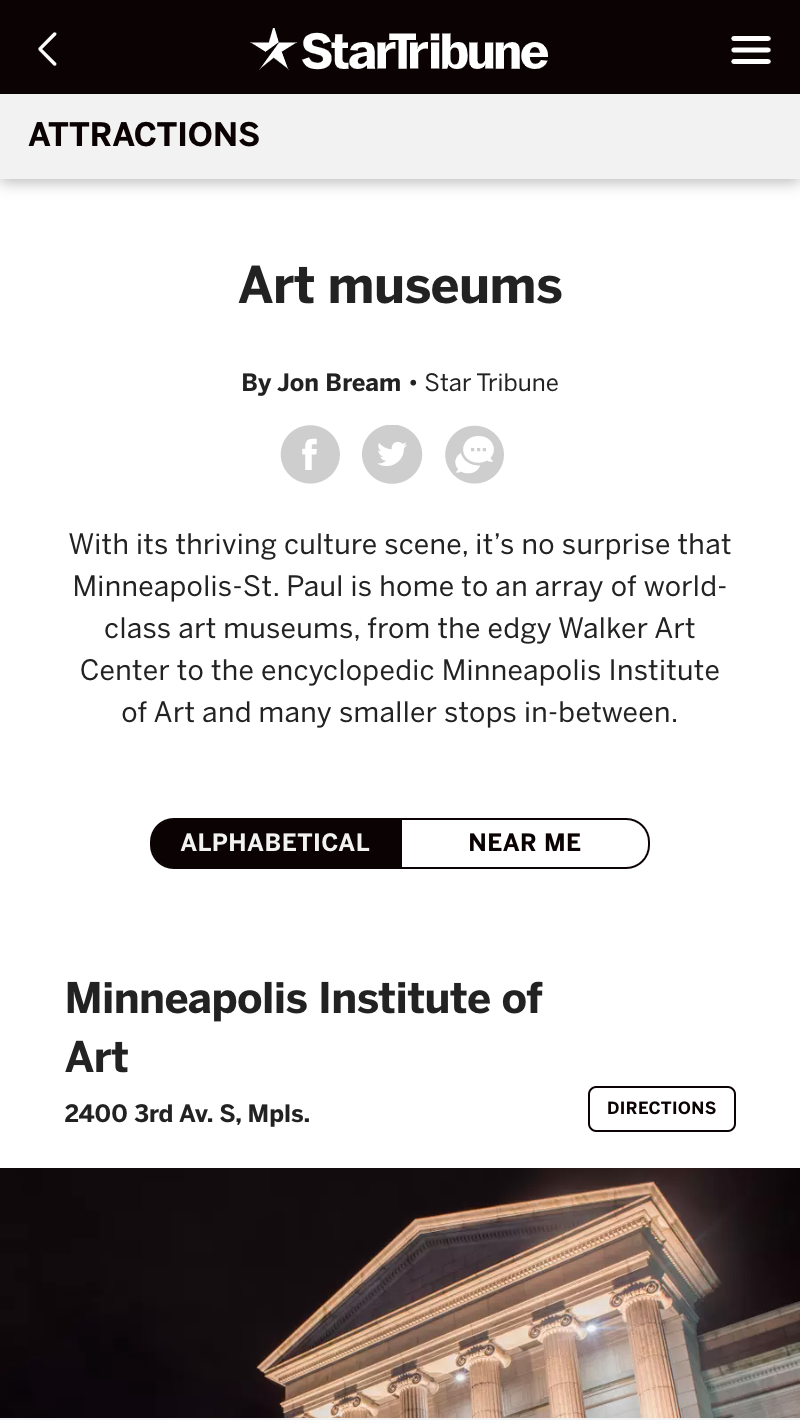 StarTribune
ATTRACTIONS
Art museums
By Jon Bream • Star Tribune
With its thriving culture scene, it’s no surprise that
Minneapolis-St. Paul is home to an array of world-
class art museums, from the edgy Walker Art
Center to the encyclopedic Minneapolis Institute
of Art and many smaller stops in-between.
ALPHABETICAL NEAR ME
Minneapolis Institute of
Art
2400 3rd Av. S, Mpls.
DIRECTIONS